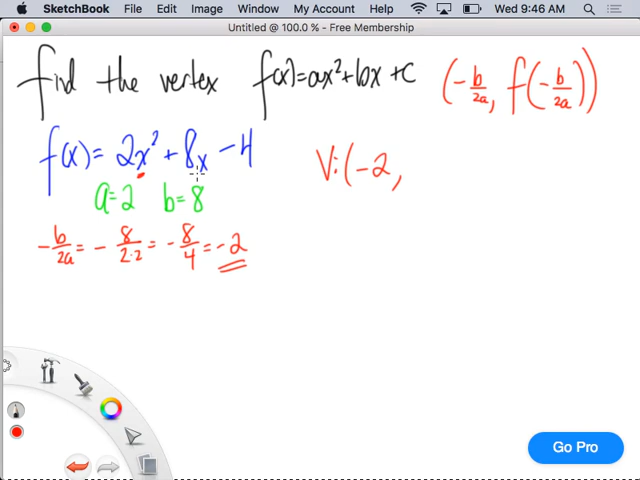 SketchBook File Edit Window My Account Help Wed 9:46 AM
Untitled @ 100.0 % - Free Membership
Find the vertex f(x)=ax²+bx+c (-b/2a, f(-b/2a))
f(x)= 2x² + 8x - 4
V:(-2,
a=2 b=8
-b/2a = - 8/2·2 = - 8/4 = -2
Go Pro